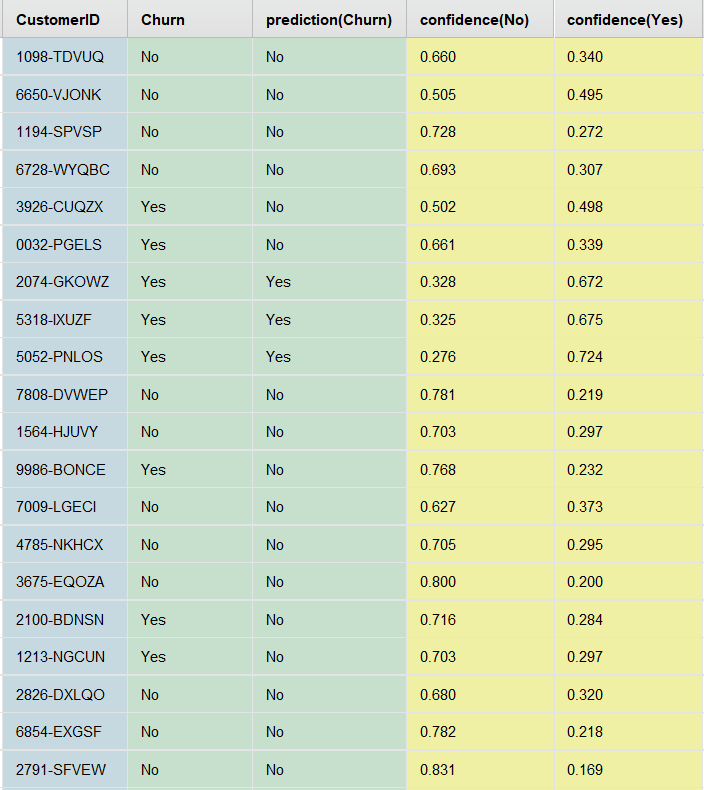 CustomerID Churn prediction(Churn) confidence(No) confidence(Yes)
1098-TDVUQ No No 0.660 0.340
6650-VJONK No No 0.505 0.495
1194-SPVSP No No 0.728 0.272
6728-WYQBC No No 0.693 0.307
3926-CUQZX Yes No 0.502 0.498
0032-PGELS Yes No 0.661 0.339
2074-GKOWZ Yes Yes 0.328 0.672
5318-IXUZF Yes Yes 0.325 0.675
5052-PNLOS Yes Yes 0.276 0.724
7808-DVWEP No No 0.781 0.219
1564-HJUVY No No 0.703 0.297
9986-BONCE Yes No 0.768 0.232
7009-LGECI No No 0.627 0.373
4785-NKHCX No No 0.705 0.295
3675-EQOZA No No 0.800 0.200
2100-BDNSN Yes No 0.716 0.284
1213-NGCUN Yes No 0.703 0.297
2826-DXLQO No No 0.680 0.320
6854-EXGSF No No 0.782 0.218
2791-SFVEW No No 0.831 0.169